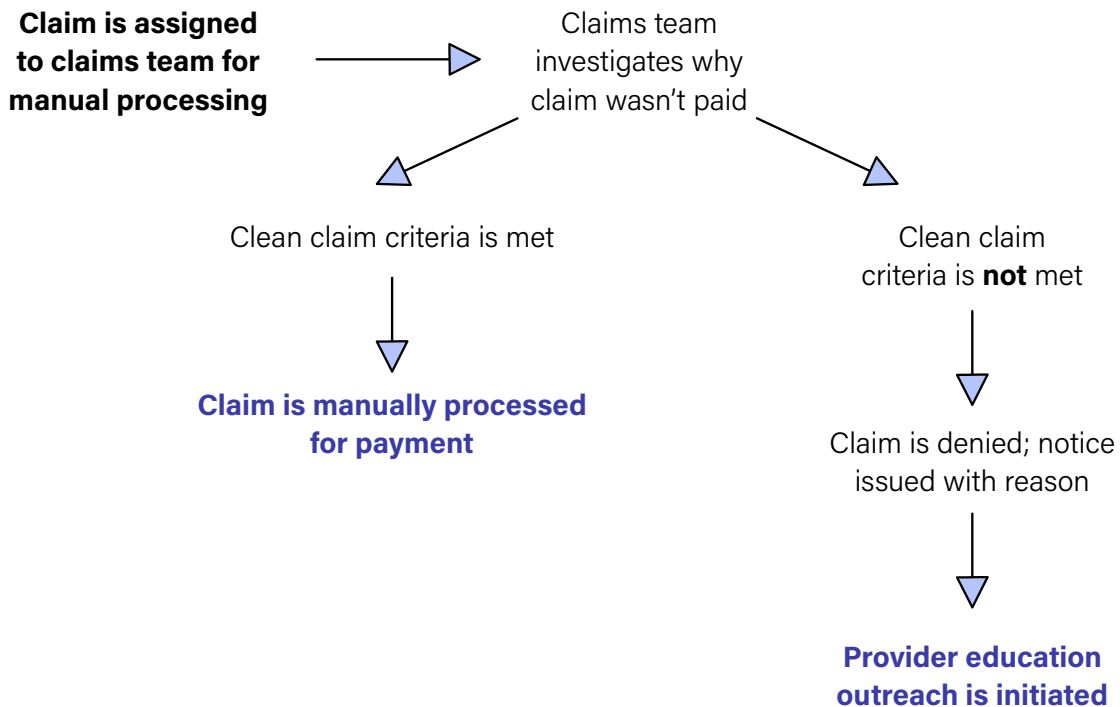 Claim is assigned
to claims team for
manual processing
Claims team
investigates why
claim wasn't paid
Clean claim criteria is met
Claim is manually processed
for payment
Clean claim
criteria is not met
Claim is denied; notice
issued with reason
Provider education
outreach is initiated